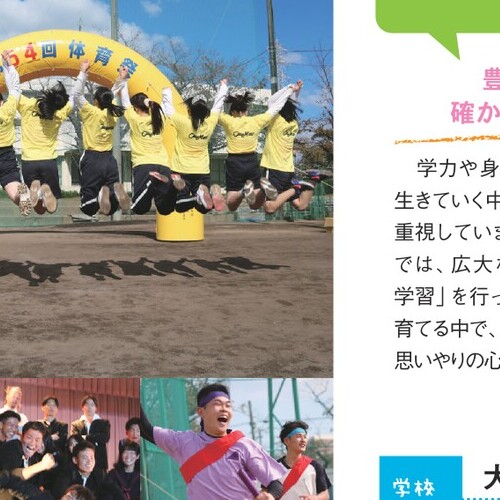 54回体育祭
豊
確か
学力や身
生きていく中
重視していま
では、広大な
学習」を行っ
育てる中で、
思いやりの心
学校